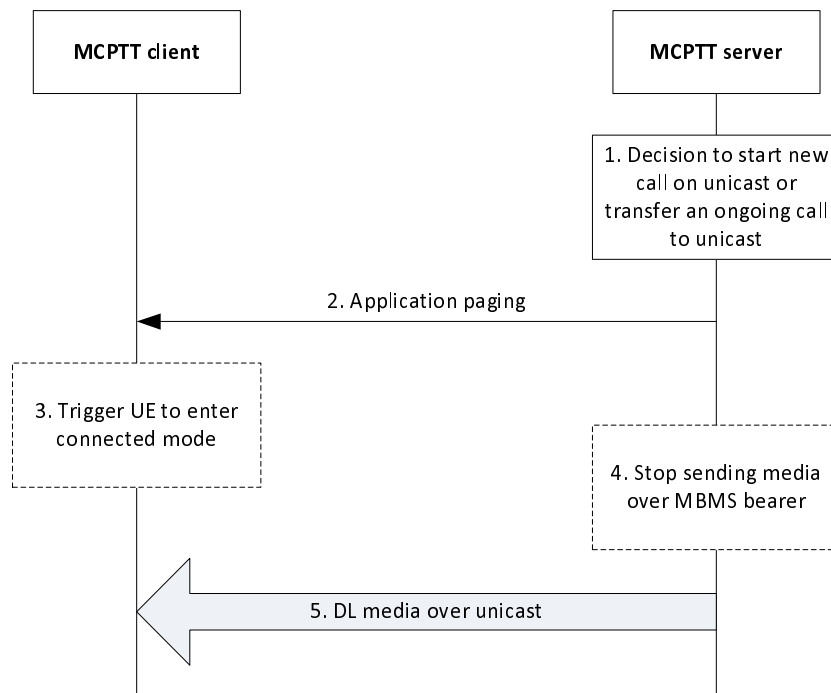 MCPTT client
MCPTT server
1. Decision to start new
call on unicast or
transfer an ongoing call
to unicast
2. Application paging
3. Trigger UE to enter
connected mode
4. Stop sending media
over MBMS bearer
5. DL media over unicast